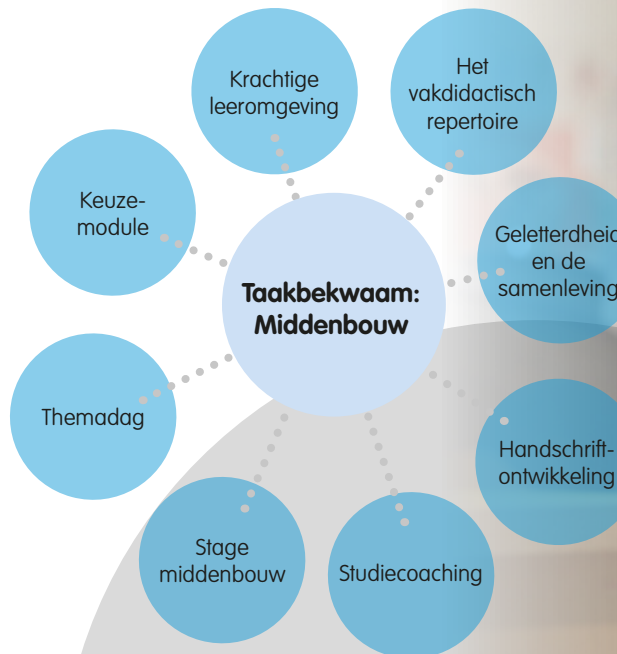 Krachtige
leeromgeving
Het
vakdidactisch
repertoire
Keuze-
module
Geletterdheid
en de
samenleving
Taakbekwaam:
Middenbouw
Themadag
Handschrift-
ontwikkeling
Stage
middenbouw
Studiecoaching